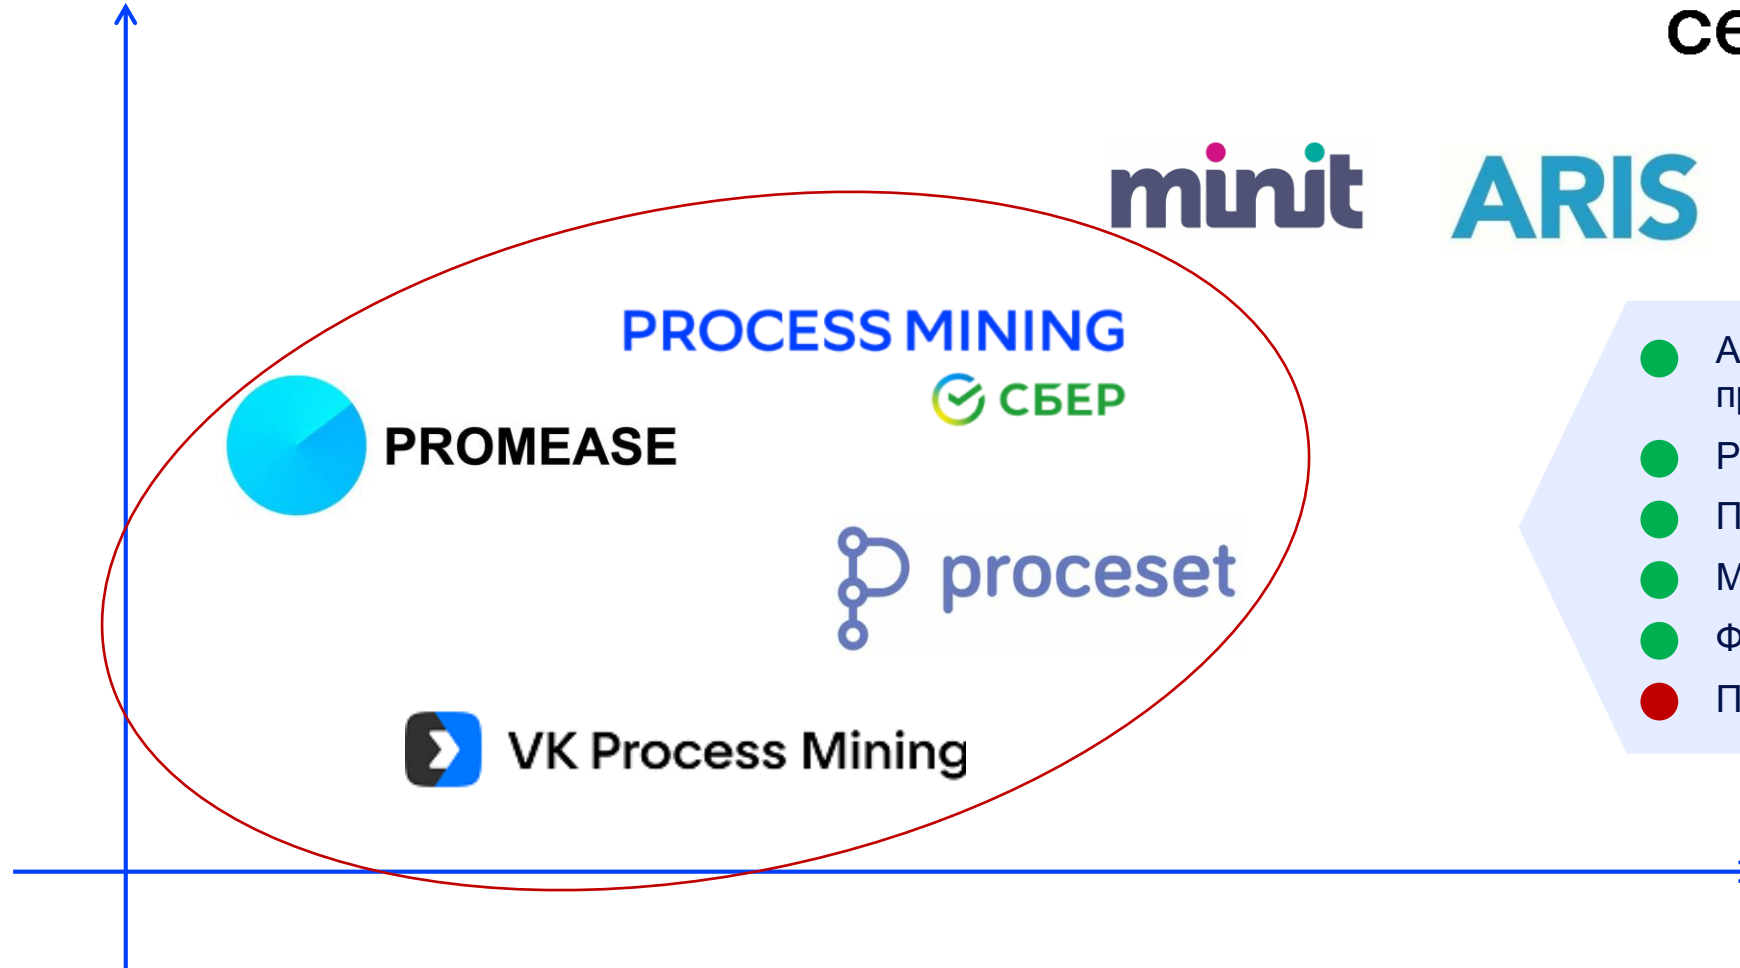 minit
ARIS
PROCESS MINING
СБЕР
PROMEASE
proceset
VK Process Mining